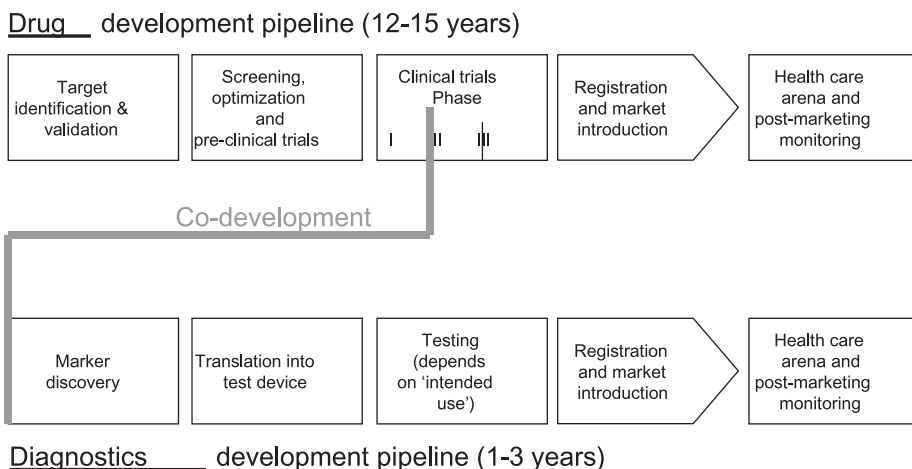 Drug development pipeline (12-15 years)
Target
identification &
validation
Screening,
optimization
and
pre-clinical trials
Clinical trials
Phase
I II III
Registration
and market
introduction
Health care
arena and
post-marketing
monitoring
Co-development
Marker
discovery
Translation into
test device
Testing
(depends
on ‘intended
use’)
Registration
and market
introduction
Health care
arena and
post-marketing
monitoring
Diagnostics development pipeline (1-3 years)